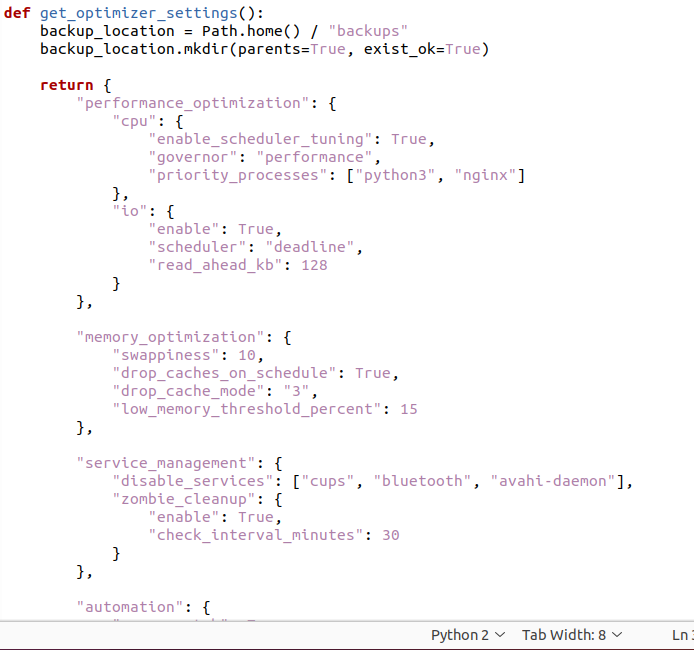 def get_optimizer_settings():
    backup_location = Path.home() / "backups"
    backup_location.mkdir(parents=True, exist_ok=True)

    return {
        "performance_optimization": {
            "cpu": {
                "enable_scheduler_tuning": True,
                "governor": "performance",
                "priority_processes": ["python3", "nginx"]
            },
            "io": {
                "enable": True,
                "scheduler": "deadline",
                "read_ahead_kb": 128
            }
        },

        "memory_optimization": {
            "swappiness": 10,
            "drop_caches_on_schedule": True,
            "drop_cache_mode": "3",
            "low_memory_threshold_percent": 15
        },

        "service_management": {
            "disable_services": ["cups", "bluetooth", "avahi-daemon"],
            "zombie_cleanup": {
                "enable": True,
                "check_interval_minutes": 30
            }
        },

        "automation": {
Python 2 Tab Width: 8 Ln